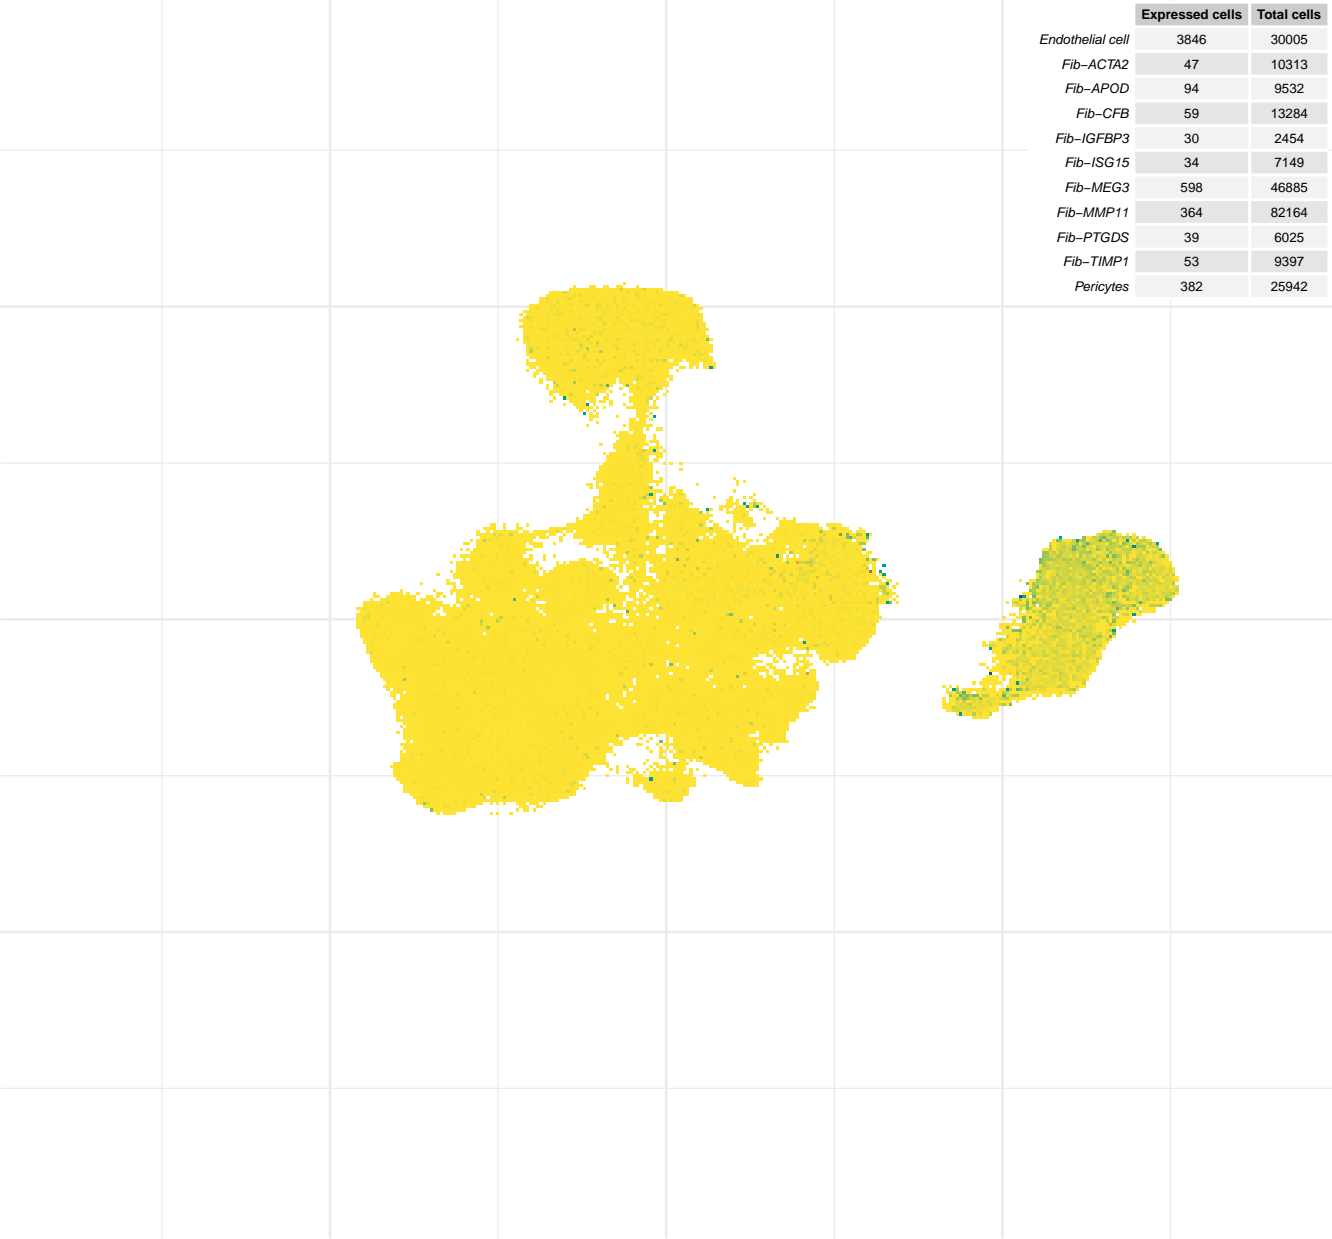 Expressed cells Total cells
Endothelial cell 3846 30005
Fib−ACTA2 47 10313
Fib−APOD 94 9532
Fib−CFB 59 13284
Fib−IGFBP3 30 2454
Fib−ISG15 34 7149
Fib−MEG3 598 46885
Fib−MMP11 364 82164
Fib−PTGDS 39 6025
Fib−TIMP1 53 9397
Pericytes 382 25942